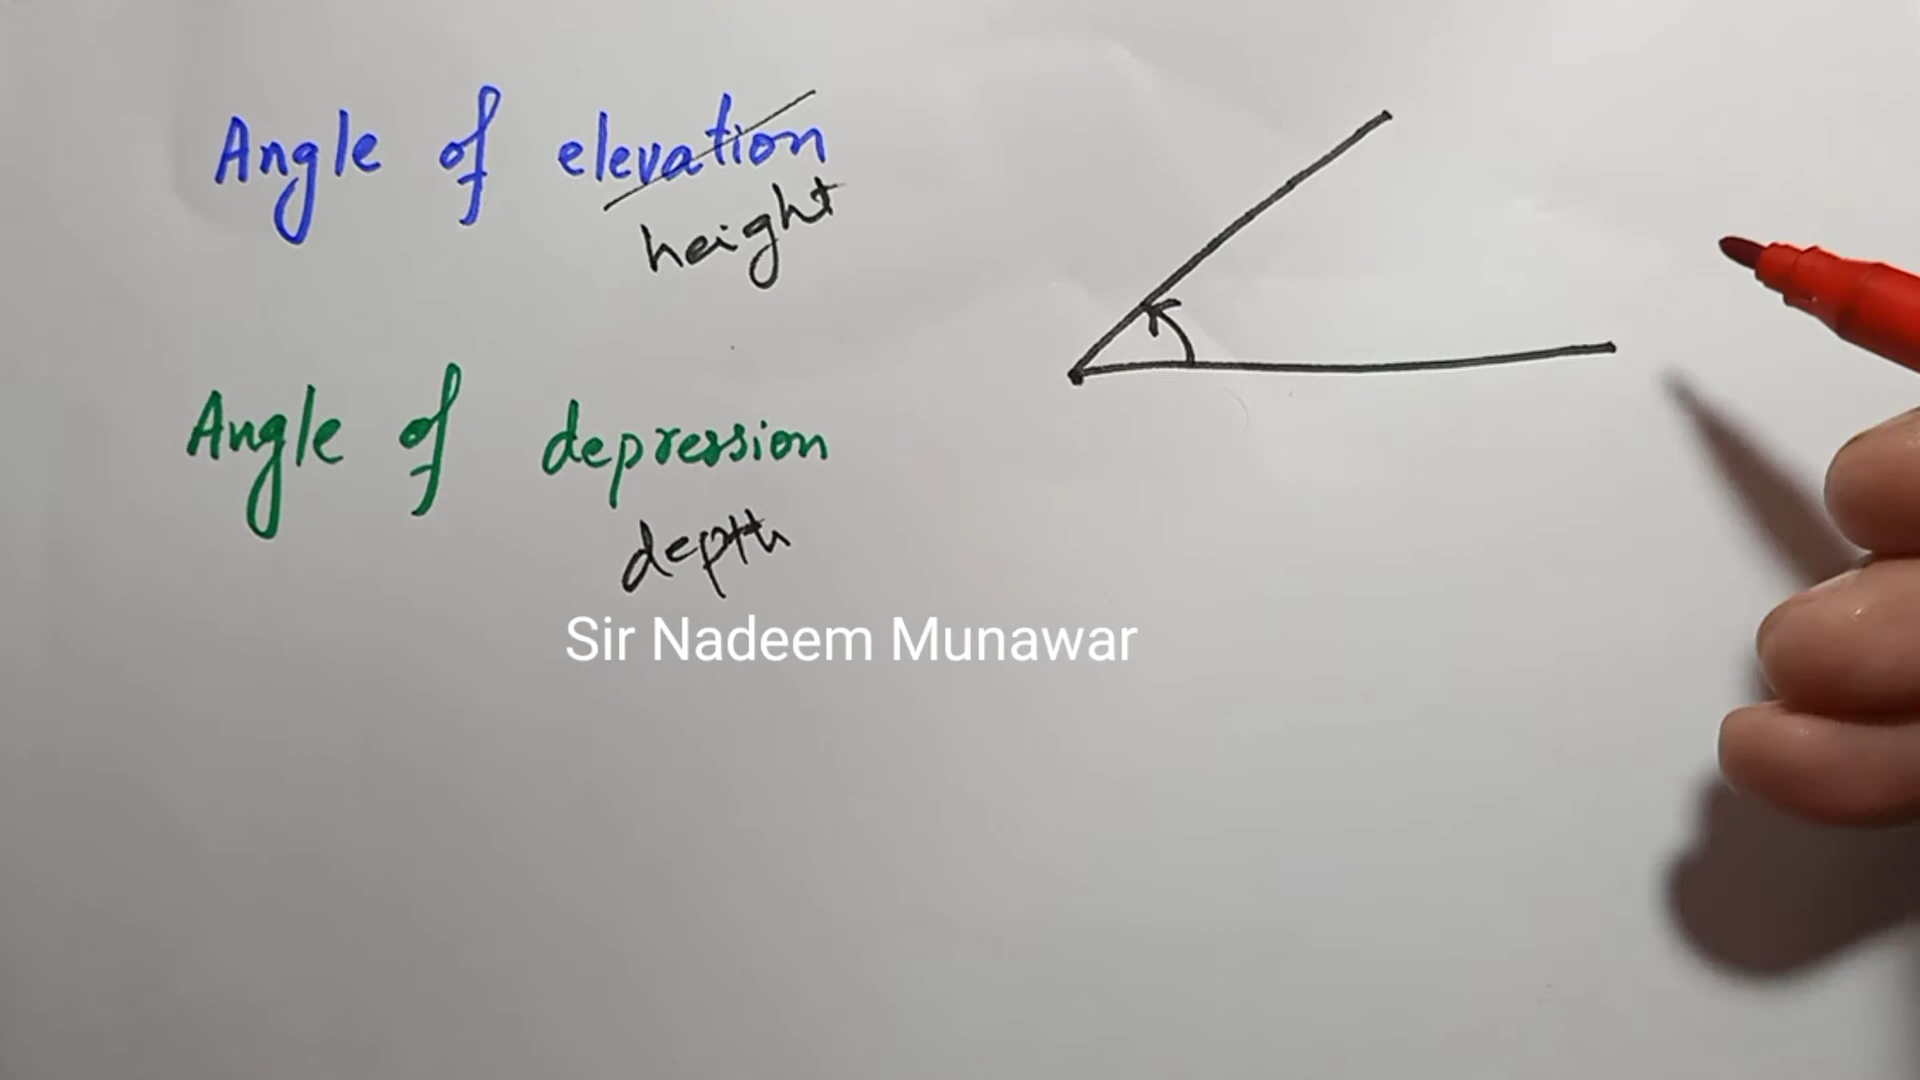 Angle of elevation
height
Angle of depression
depth
Sir Nadeem Munawar